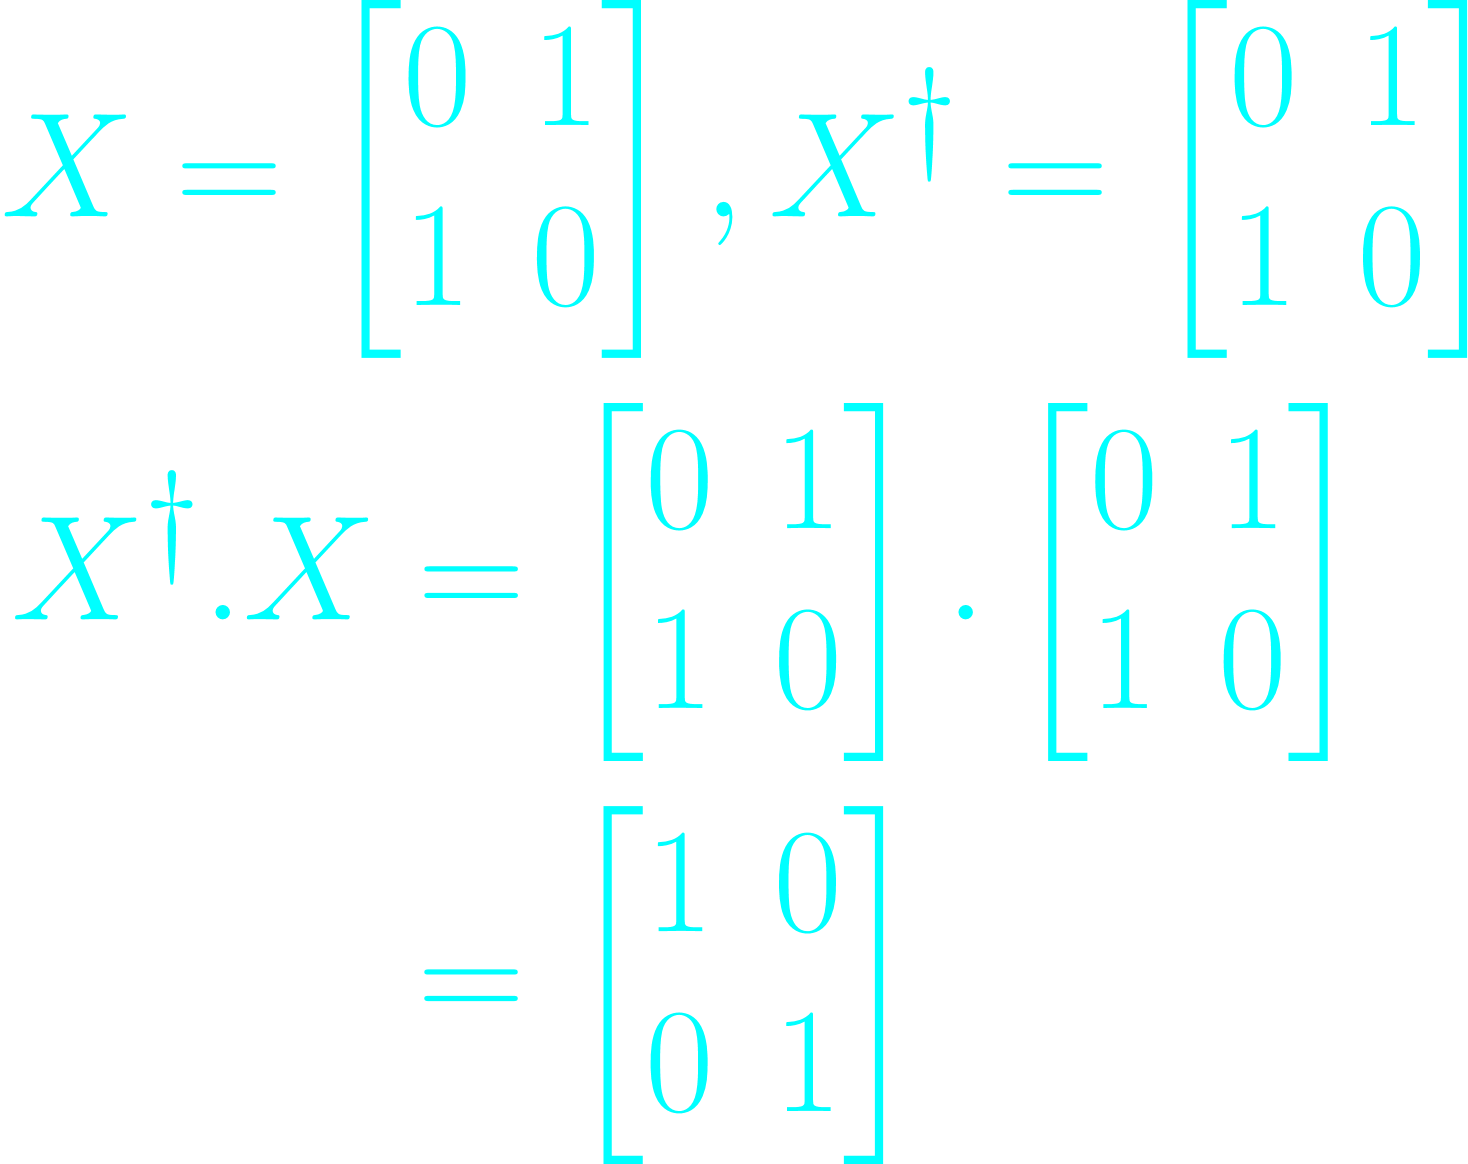 X = [0 1; 1 0], X† = [0 1; 1 0]
X†.X = [0 1; 1 0] . [0 1; 1 0]
= [1 0; 0 1]